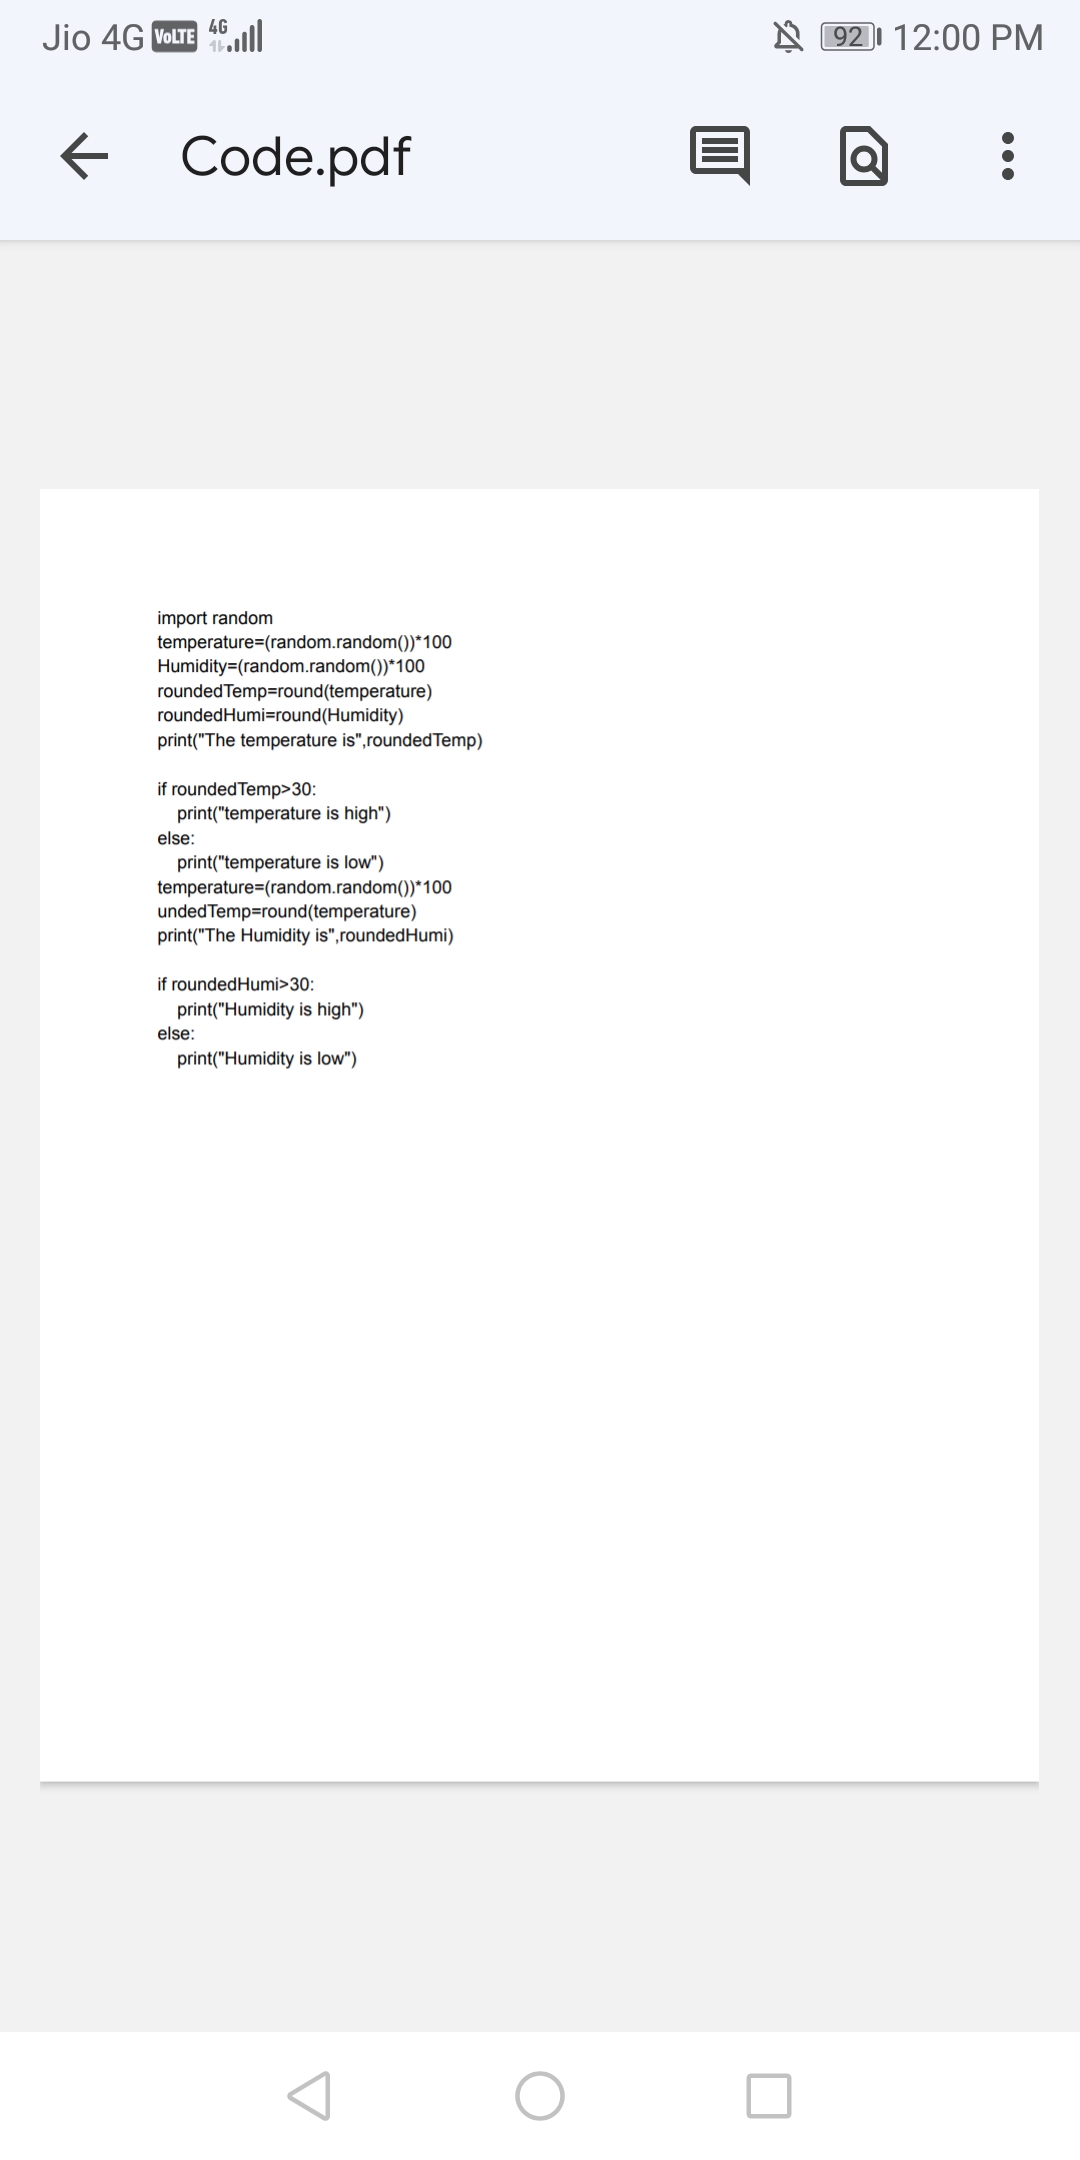 Jio 4G VoLTE 4G 92 12:00 PM
Code.pdf
import random
temperature=(random.random())*100
Humidity=(random.random())*100
roundedTemp=round(temperature)
roundedHumi=round(Humidity)
print("The temperature is",roundedTemp)
if roundedTemp>30:
print("temperature is high")
else:
print("temperature is low")
temperature=(random.random())*100
undedTemp=round(temperature)
print("The Humidity is",roundedHumi)
if roundedHumi>30:
print("Humidity is high")
else:
print("Humidity is low")